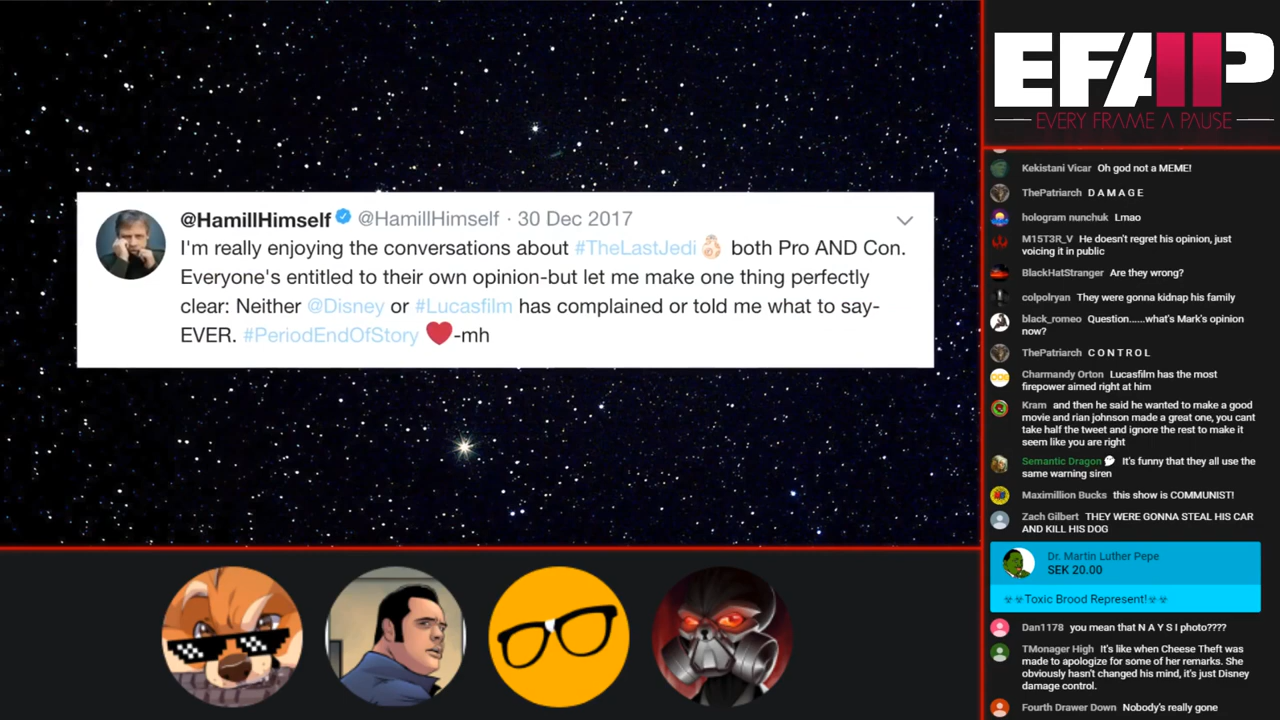 @HamillHimself @HamillHimself · 30 Dec 2017
I'm really enjoying the conversations about #TheLastJedi both Pro AND Con.
Everyone's entitled to their own opinion-but let me make one thing perfectly
clear: Neither @Disney or #Lucasfilm has complained or told me what to say-
EVER. #PeriodEndOfStory ❤️-mh
EFAP
EVERY FRAME A PAUSE
Kekistani Vicar Oh god not a MEME!
ThePatriarch D A M A G E
hologram nunchuk Lmao
M15T3R_V He doesn't regret his opinion, just
voicing it in public
BlackHatStranger Are they wrong?
colpolryan They were gonna kidnap his family
black_romeo Question......what's Mark's opinion
now?
ThePatriarch C O N T R O L
Charmandy Orton Lucasfilm has the most
firepower aimed right at him
Kram and then he said he wanted to make a good
movie and rian johnson made a great one, you cant
take half the tweet and ignore the rest to make it
seem like you are right
Semantic Dragon It's funny that they all use the
same warning siren
Maximillion Bucks this show is COMMUNIST!
Zach Gilbert THEY WERE GONNA STEAL HIS CAR
AND KILL HIS DOG
Dr. Martin Luther Pepe
SEK 20.00
☣☣Toxic Brood Represent!☣☣
Dan1178 you mean that N A Y S I photo????
TMonager High It's like when Cheese Theft was
made to apologize for some of her remarks. She
obviously hasn't changed his mind, it's just Disney
damage control.
Fourth Drawer Down Nobody's really gone